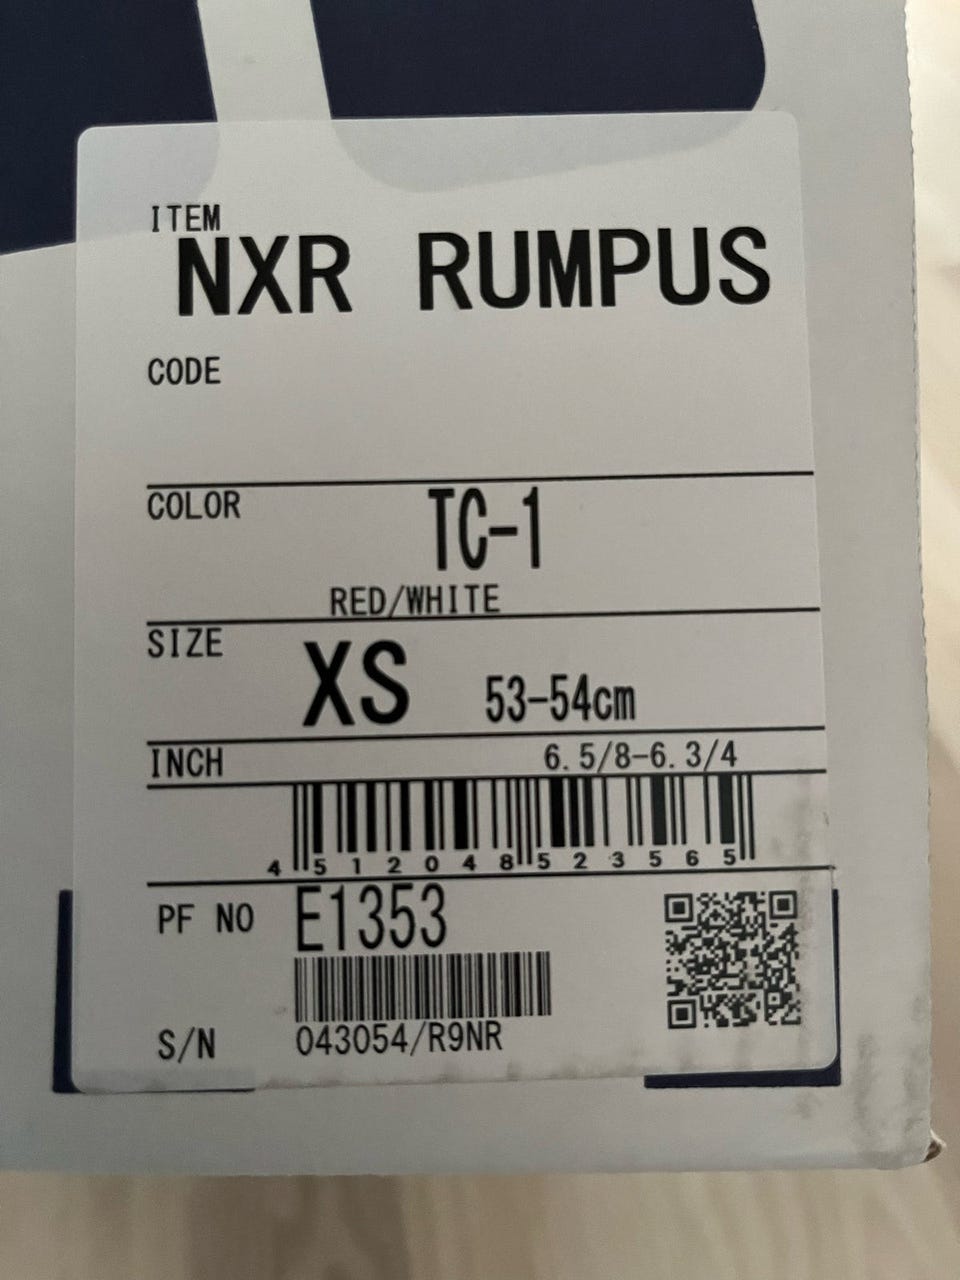 ITEM
NXR RUMPUS
CODE
COLOR
TC-1
RED/WHITE
SIZE
XS 53-54cm
INCH 6.5/8-6.3/4
4 512048 523565
PF NO E1353
S/N 043054/R9NR